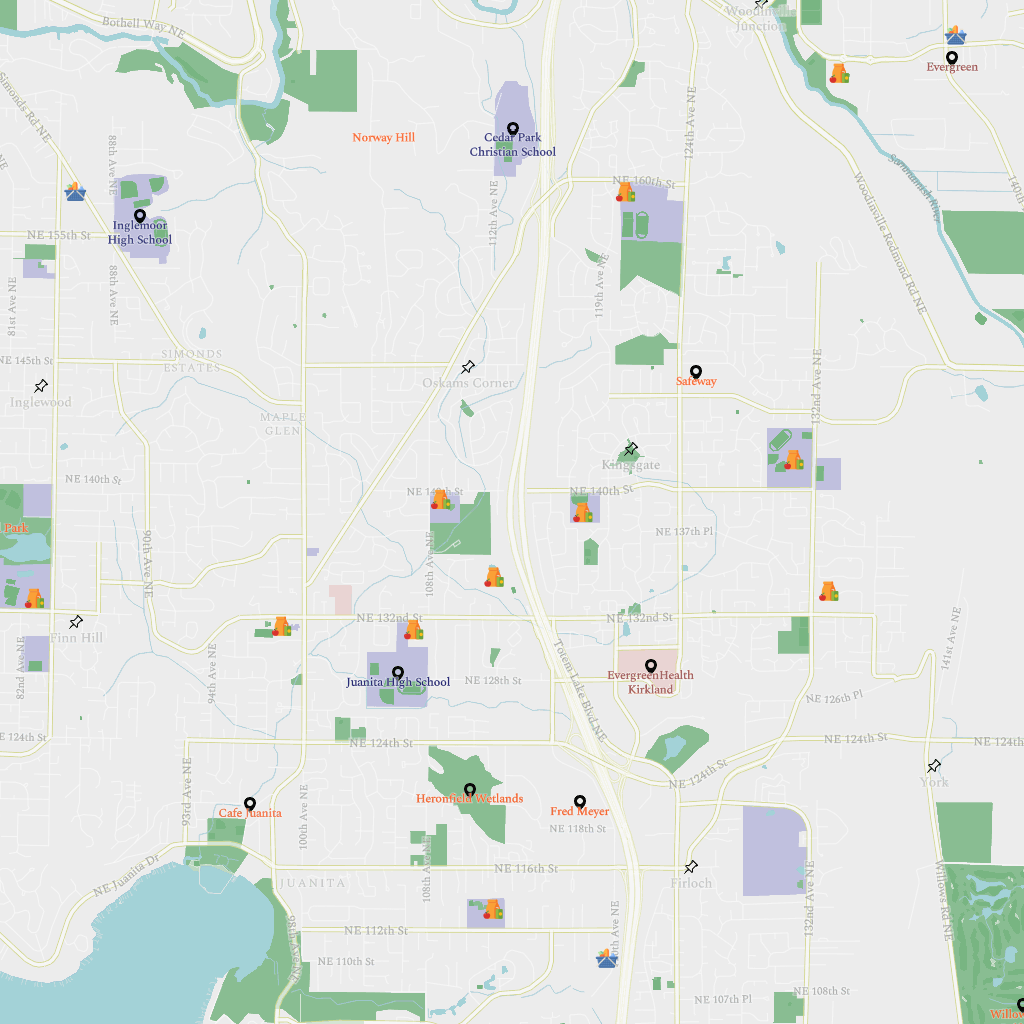 Bothell Way NE
Woodinville
Junction
Evergreen
Simonds Rd NE
Norway Hill
Cedar Park
Christian School
124th Ave NE
88th Ave NE
NE
Sammamish River
140th
NE 160th St
Woodinville Redmond Rd NE
Inglemoor
High School
NE 155th St
112th Ave NE
119th Ave NE
81st Ave NE
88th Ave NE
NE 145th St
SIMONDS
ESTATES
Oskams Corner
Safeway
132nd Ave NE
Inglewood
MAPLE
GLEN
Kingsgate
NE 140th St
NE 140th St
NE 140th St
Park
NE 137th Pl
90th Ave NE
108th Ave NE
NE 132nd St
NE 132nd St
Finn Hill
141st Ave NE
82nd Ave NE
94th Ave NE
Juanita High School
NE 128th St
Totem Lake Blvd NE
EvergreenHealth
Kirkland
NE 126th Pl
NE 124th St
NE 124th St
NE 124th St
NE 124th
NE 124th St
York
93rd Ave NE
100th Ave NE
Cafe Juanita
Heronfield Wetlands
Fred Meyer
NE 118th St
NE Juanita Dr
JUANITA
108th Ave NE
NE 116th St
Firloch
132nd Ave NE
Willows Rd NE
98th Ave NE
NE 112th St
NE 110th St
NE 107th Pl
NE 108th St
Willow